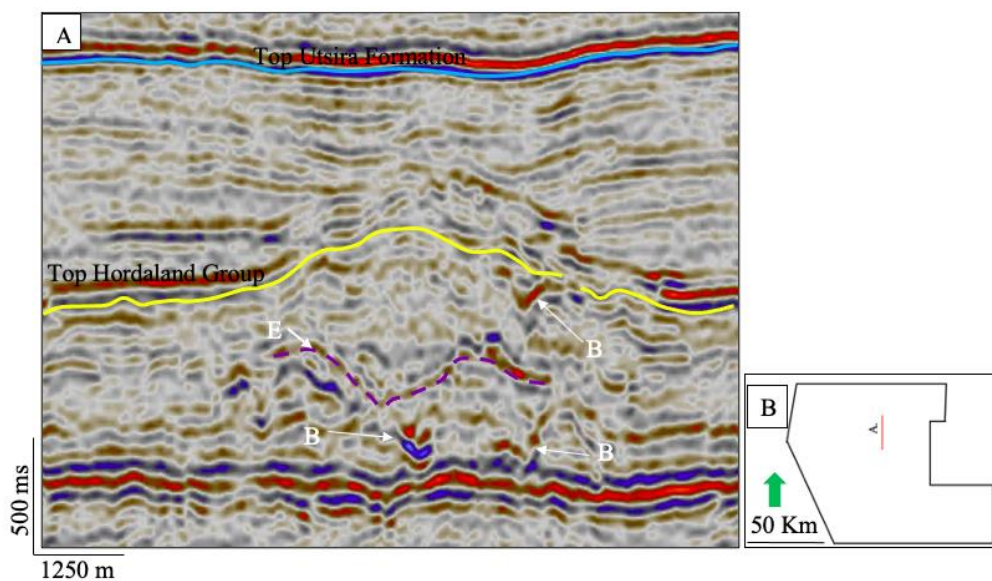 A
Top Utsira Formation
Top Hordaland Group
E
B
B
B
500 ms
1250 m
B
A.
50 Km